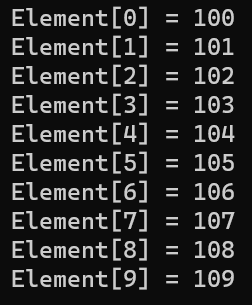 Element[0] = 100
Element[1] = 101
Element[2] = 102
Element[3] = 103
Element[4] = 104
Element[5] = 105
Element[6] = 106
Element[7] = 107
Element[8] = 108
Element[9] = 109